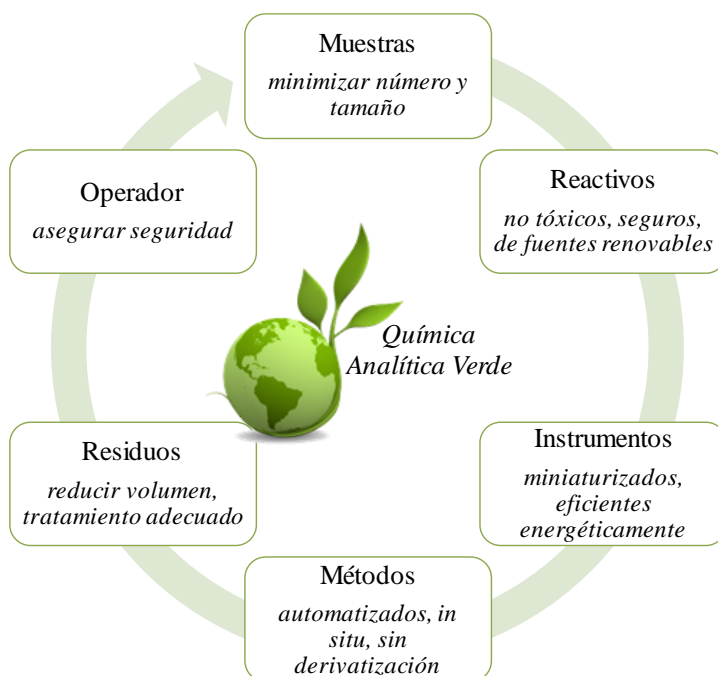 Muestras
minimizar número y
tamaño
Reactivos
no tóxicos, seguros,
de fuentes renovables
Instrumentos
miniaturizados,
eficientes
energéticamente
Métodos
automatizados, in
situ, sin
derivatización
Residuos
reducir volumen,
tratamiento adecuado
Operador
asegurar seguridad
Química
Analítica Verde